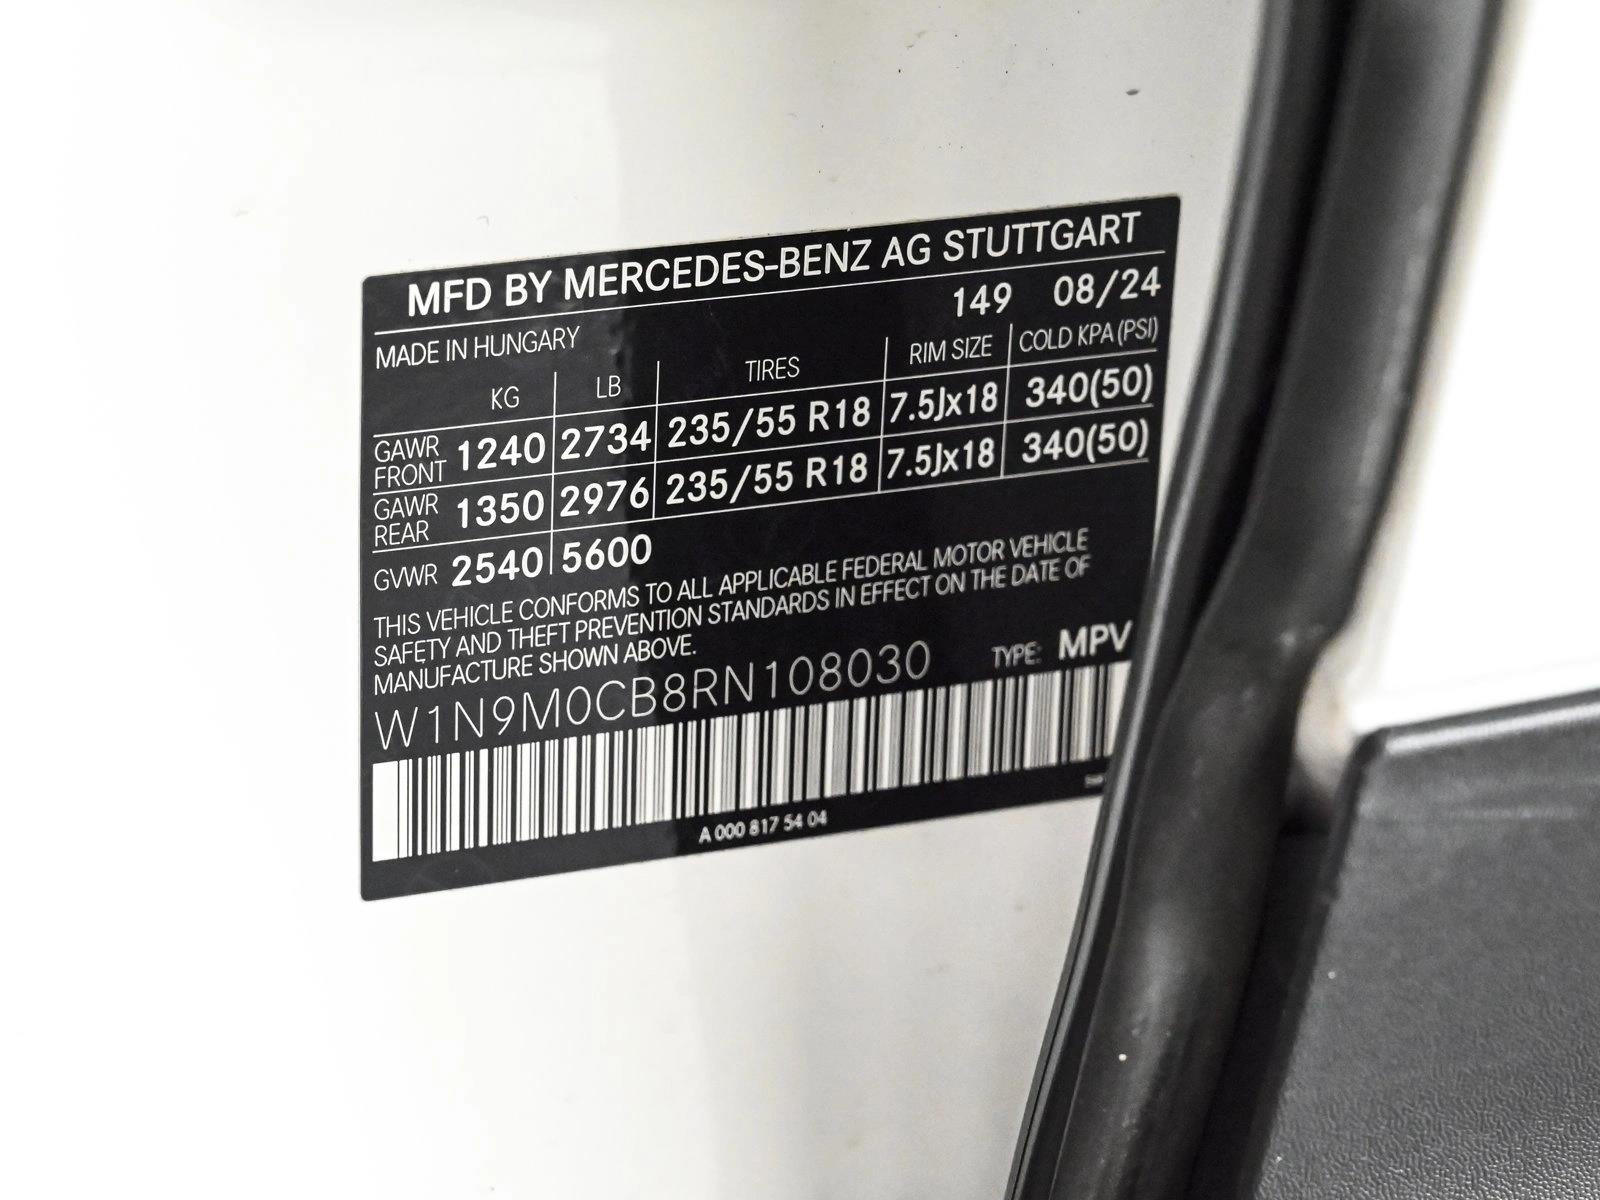 MFD BY MERCEDES-BENZ AG STUTTGART
149 08/24
MADE IN HUNGARY
KG LB TIRES RIM SIZE COLD KPA(PSI)
GAWR FRONT 1240 2734 235/55 R18 7.5Jx18 340(50)
GAWR REAR 1350 2976 235/55 R18 7.5Jx18 340(50)
GVWR 2540 5600
THIS VEHICLE CONFORMS TO ALL APPLICABLE FEDERAL MOTOR VEHICLE
SAFETY AND THEFT PREVENTION STANDARDS IN EFFECT ON THE DATE OF
MANUFACTURE SHOWN ABOVE.
W1N9M0CB8RN108030 TYPE: MPV
A 000 817 54 04